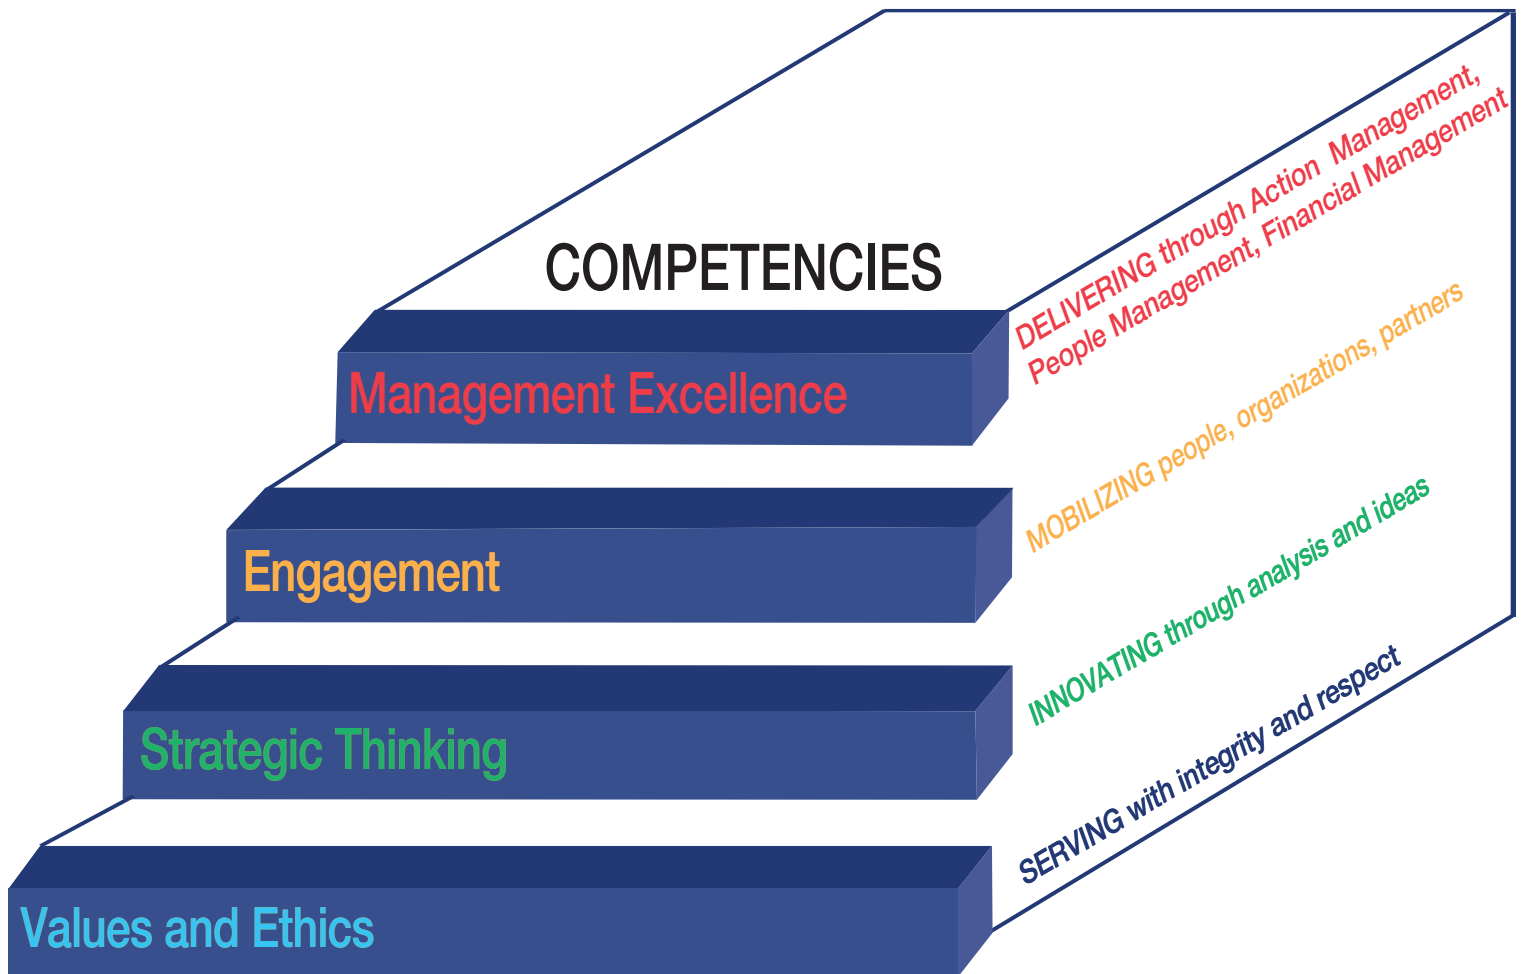 COMPETENCIES
Management Excellence
DELIVERING through Action Management,
People Management, Financial Management
Engagement
MOBILIZING people, organizations, partners
Strategic Thinking
INNOVATING through analysis and ideas
Values and Ethics
SERVING with integrity and respect